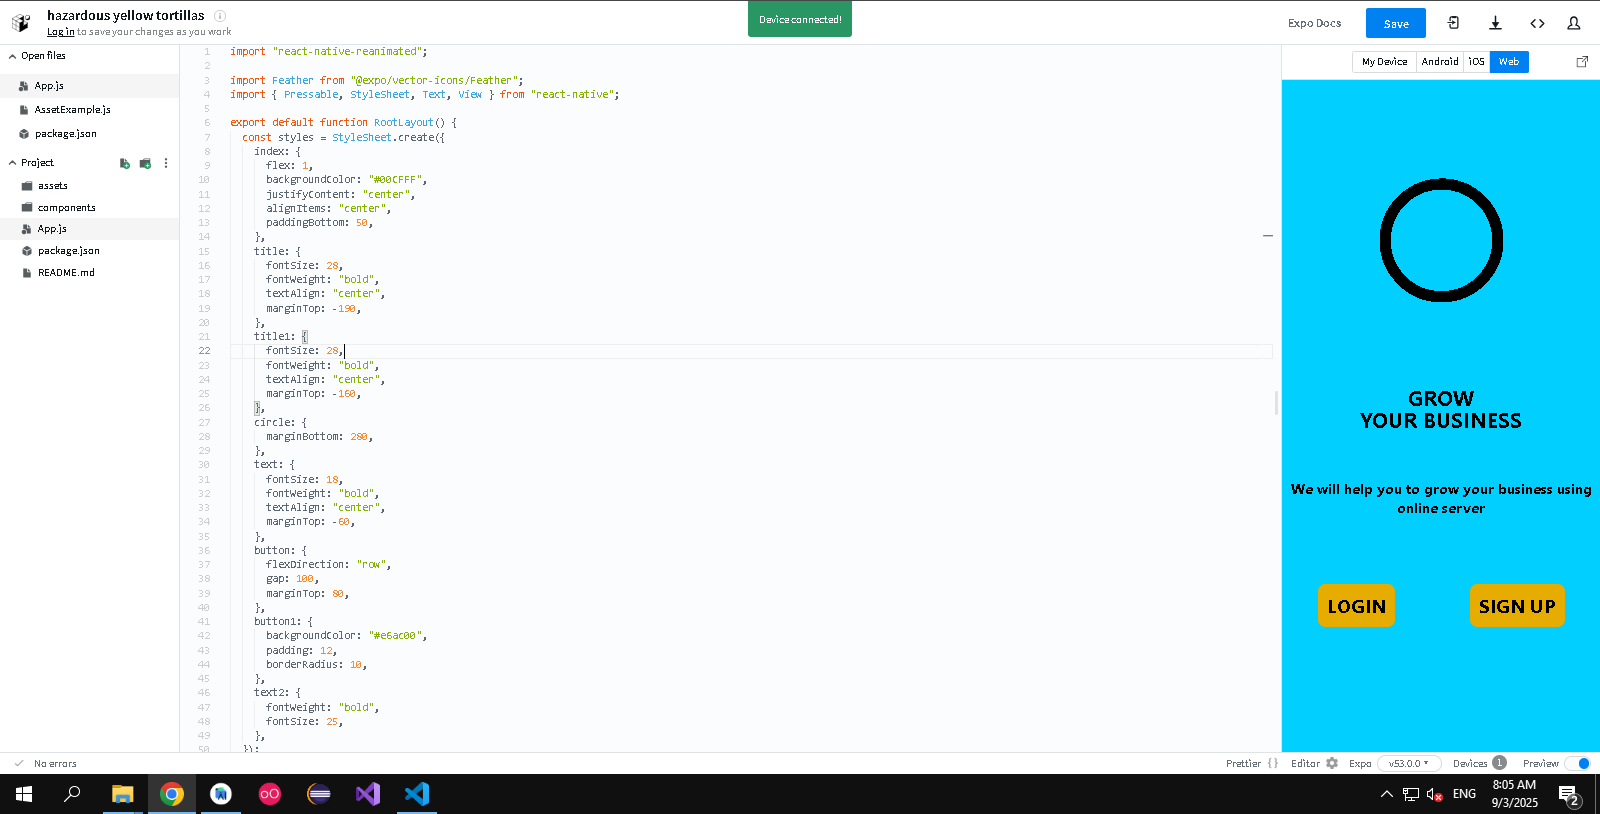 hazardous yellow tortillas
Log in to save your changes as you work
Device connected!
Expo Docs
Save
Open files
App.js
AssetExample.js
package.json
Project
assets
components
App.js
package.json
README.md
1 import "react-native-reanimated";
2
3 import Feather from "@expo/vector-icons/Feather";
4 import { Pressable, StyleSheet, Text, View } from "react-native";
5
6 export default function RootLayout() {
7 const styles = StyleSheet.create({
8 index: {
9 flex: 1,
10 backgroundColor: "#00CFFF",
11 justifyContent: "center",
12 alignItems: "center",
13 paddingBottom: 50,
14 },
15 title: {
16 fontSize: 28,
17 fontWeight: "bold",
18 textAlign: "center",
19 marginTop: -190,
20 },
21 title1: {
22 fontSize: 28,
23 fontWeight: "bold",
24 textAlign: "center",
25 marginTop: -160,
26 },
27 circle: {
28 marginBottom: 280,
29 },
30 text: {
31 fontSize: 18,
32 fontWeight: "bold",
33 textAlign: "center",
34 marginTop: -60,
35 },
36 button: {
37 flexDirection: "row",
38 gap: 100,
39 marginTop: 80,
40 },
41 button1: {
42 backgroundColor: "#e6ac00",
43 padding: 12,
44 borderRadius: 10,
45 },
46 text2: {
47 fontWeight: "bold",
48 fontSize: 25,
49 },
50 });
My Device Android iOS Web
GROW
YOUR BUSINESS
We will help you to grow your business using
online server
LOGIN SIGN UP
No errors
Prettier {} Editor Expo v53.0.0 Devices 1 Preview
ENG
8:05 AM
9/3/2025
2